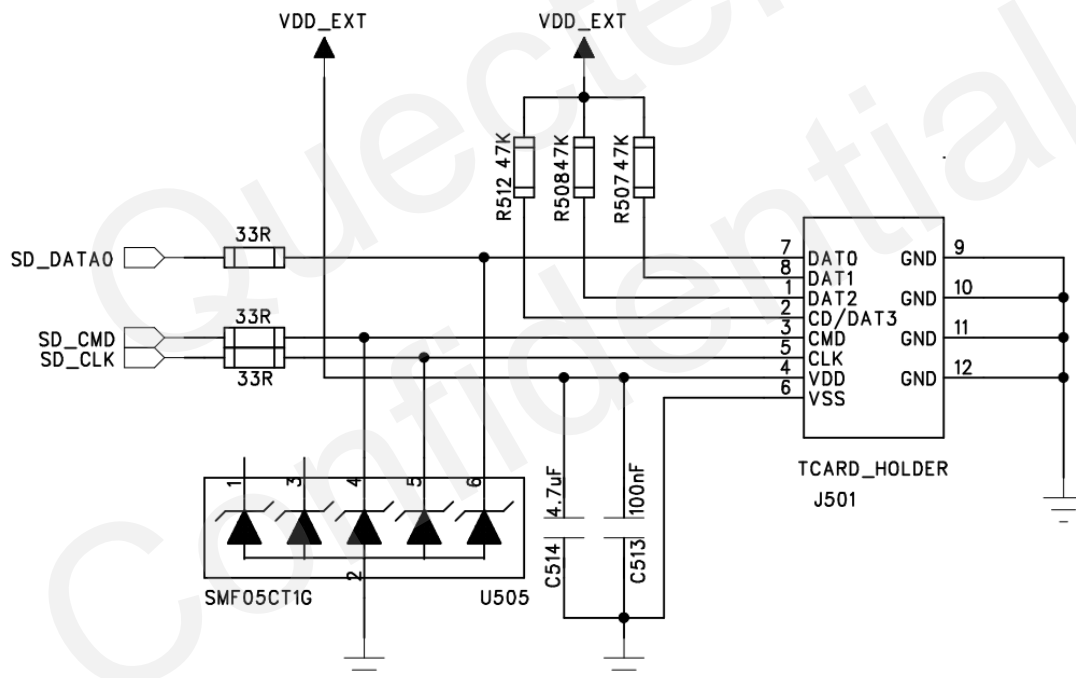 VDD_EXT
VDD_EXT
R512 47K
R508 47K
R507 47K
SD_DATA0
33R
7
DAT0
GND
9
8
DAT1
1
DAT2
GND
10
2
CD/DAT3
SD_CMD
33R
3
CMD
GND
11
SD_CLK
33R
5
CLK
4
VDD
GND
12
6
VSS
TCARD_HOLDER
J501
1
3
4
5
6
2
SMF05CT1G
U505
C514
4.7uF
C513
100nF
Quectel
Confidential